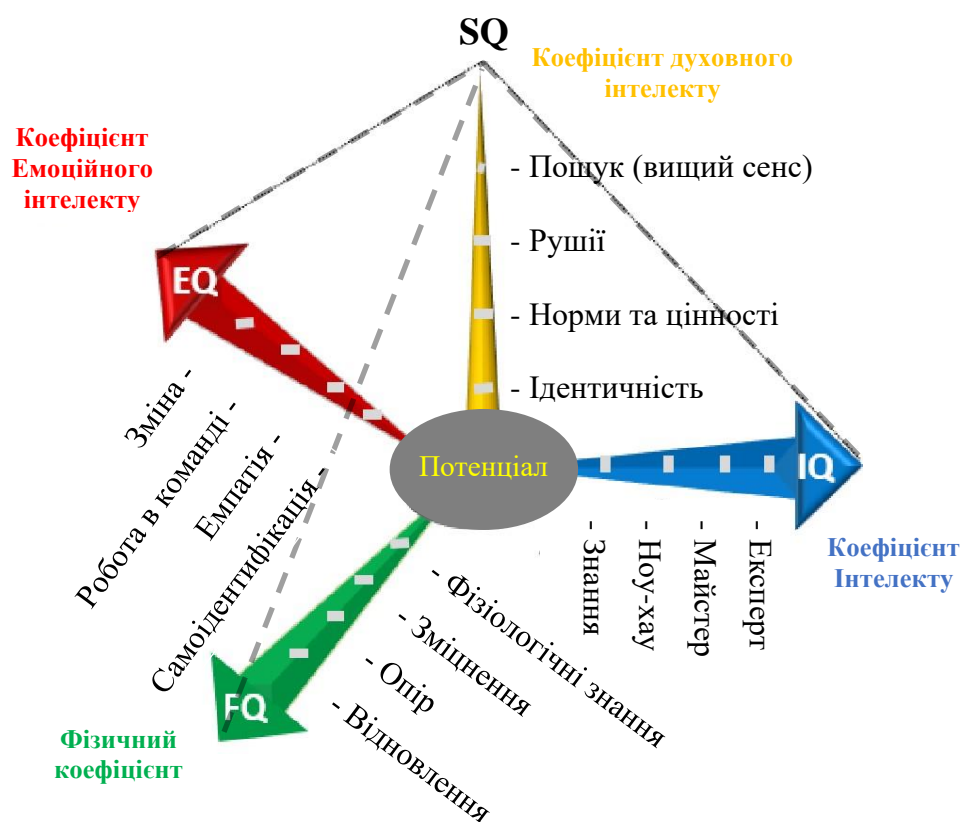 SQ
Коефіцієнт духовного
інтелекту
Коефіцієнт
Емоційного
інтелекту
- Пошук (вищий сенс)
- Рушії
- Норми та цінності
- Ідентичність
EQ
Зміна -
Робота в команді -
Емпатія -
Самоідентифікація -
Потенціал
IQ
Коефіцієнт
Інтелекту
- Знання
- Ноу-хау
- Майстер
- Експерт
- Фізіологічні знання
- Зміцнення
- Опір
- Відновлення
FQ
Фізичний
коефіцієнт